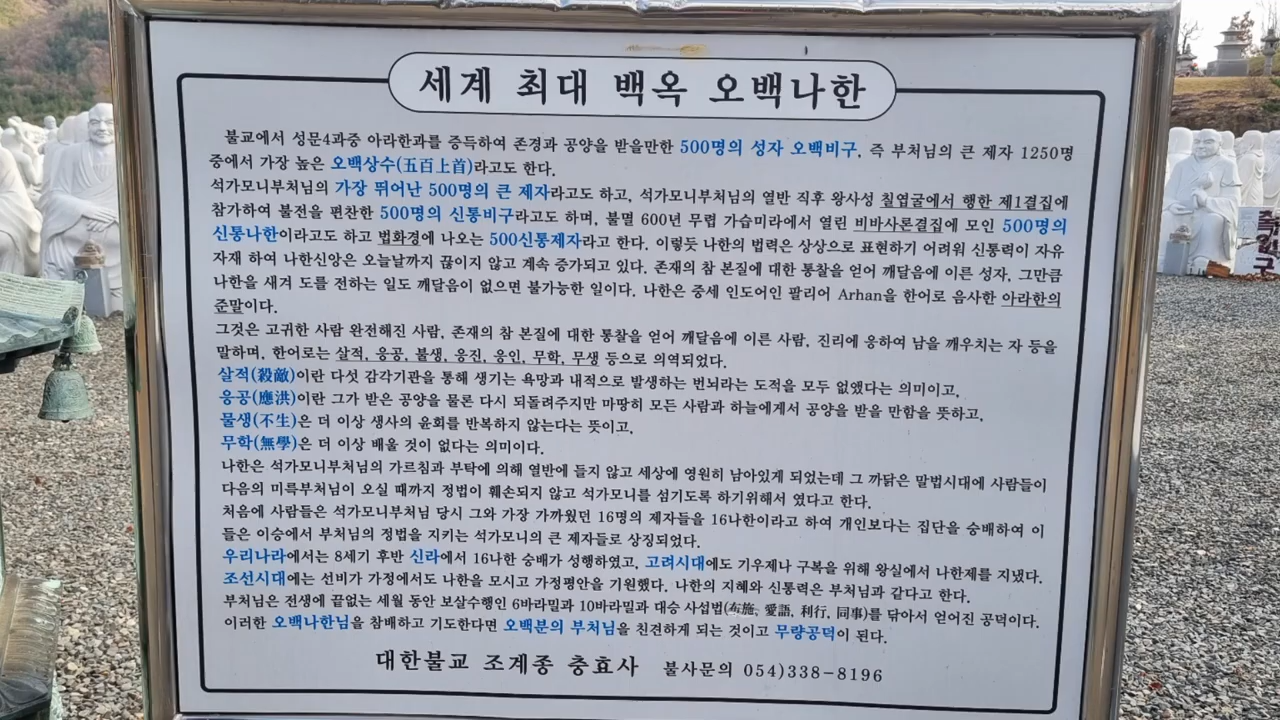 세계 최대 백옥 오백나한
불교에서 성문4과중 아라한과를 증득하여 존경과 공양을 받을만한 500명의 성자 오백비구, 즉 부처님의 큰 제자 1250명
중에서 가장 높은 오백상수(五百上首)라고도 한다.
석가모니부처님의 가장 뛰어난 500명의 큰 제자라고도 하고, 석가모니부처님의 열반 직후 왕사성 칠엽굴에서 행한 제1결집에
참가하여 불전을 편찬한 500명의 신통비구라고도 하며, 불멸 600년 무렵 가습미라에서 열린 비바사론결집에 모인 500명의
신통나한이라고도 하고 법화경에 나오는 500신통제자라고 한다. 이렇듯 나한의 법력은 상상으로 표현하기 어려워 신통력이 자유
자재 하여 나한신앙은 오늘날까지 끊이지 않고 계속 증가되고 있다. 존재의 참 본질에 대한 통찰을 얻어 깨달음에 이른 성자, 그만큼
나한을 새겨 도를 전하는 일도 깨달음이 없으면 불가능한 일이다. 나한은 중세 인도어인 팔리어 Arhan을 한어로 음사한 아라한의
준말이다.
그것은 고귀한 사람 완전해진 사람, 존재의 참 본질에 대한 통찰을 얻어 깨달음에 이른 사람, 진리에 응하여 남을 깨우치는 자 등을
말하며, 한어로는 살적, 응공, 불생, 응진, 응인, 무학, 무생 등으로 의역되었다.
살적(殺敵)이란 다섯 감각기관을 통해 생기는 욕망과 내적으로 발생하는 번뇌라는 도적을 모두 없앴다는 의미이고,
응공(應洪)이란 그가 받은 공양을 물론 다시 되돌려주지만 마땅히 모든 사람과 하늘에게서 공양을 받을 만함을 뜻하고,
물생(不生)은 더 이상 생사의 윤회를 반복하지 않는다는 뜻이고,
무학(無學)은 더 이상 배울 것이 없다는 의미이다.
나한은 석가모니부처님의 가르침과 부탁에 의해 열반에 들지 않고 세상에 영원히 남아있게 되었는데 그 까닭은 말법시대에 사람들이
다음의 미륵부처님이 오실 때까지 정법이 훼손되지 않고 석가모니를 섬기도록 하기위해서 였다고 한다.
처음에 사람들은 석가모니부처님 당시 그와 가장 가까웠던 16명의 제자들을 16나한이라고 하여 개인보다는 집단을 숭배하여 이
들은 이승에서 부처님의 정법을 지키는 석가모니의 큰 제자들로 상징되었다.
우리나라에서는 8세기 후반 신라에서 16나한 숭배가 성행하였고, 고려시대에도 기우제나 구복을 위해 왕실에서 나한제를 지냈다.
조선시대에는 선비가 가정에서도 나한을 모시고 가정평안을 기원했다. 나한의 지혜와 신통력은 부처님과 같다고 한다.
부처님은 전생에 끝없는 세월 동안 보살수행인 6바라밀과 10바라밀과 대승 사섭법(布施, 愛語, 利行, 同事)를 닦아서 얻어진 공덕이다.
이러한 오백나한님을 참배하고 기도한다면 오백분의 부처님을 친견하게 되는 것이고 무량공덕이 된다.
대한불교 조계종 충효사 불사문의 054)338-8196